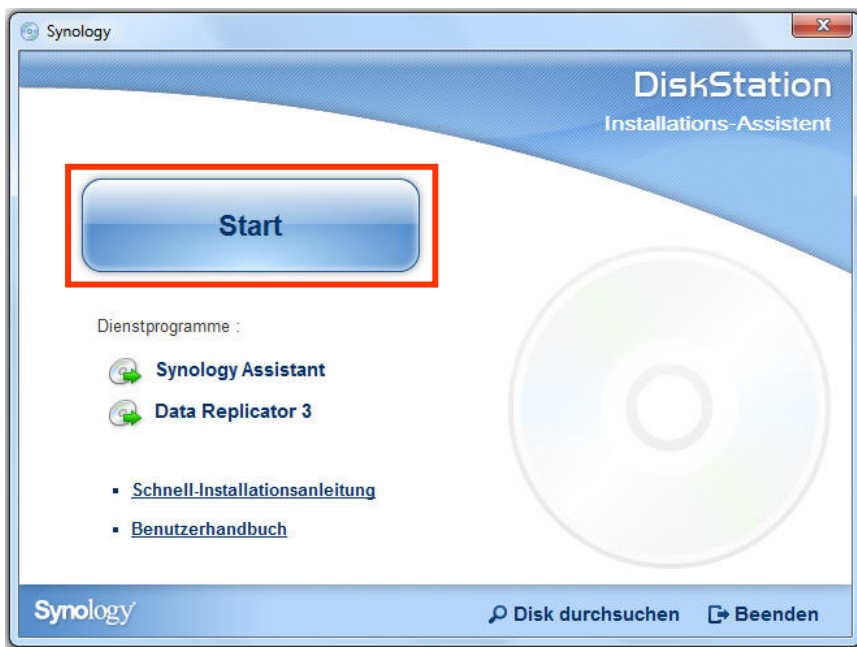 Synology
DiskStation
Installations-Assistent
Start
Dienstprogramme :
Synology Assistant
Data Replicator 3
Schnell-Installationsanleitung
Benutzerhandbuch
Synology
Disk durchsuchen
Beenden